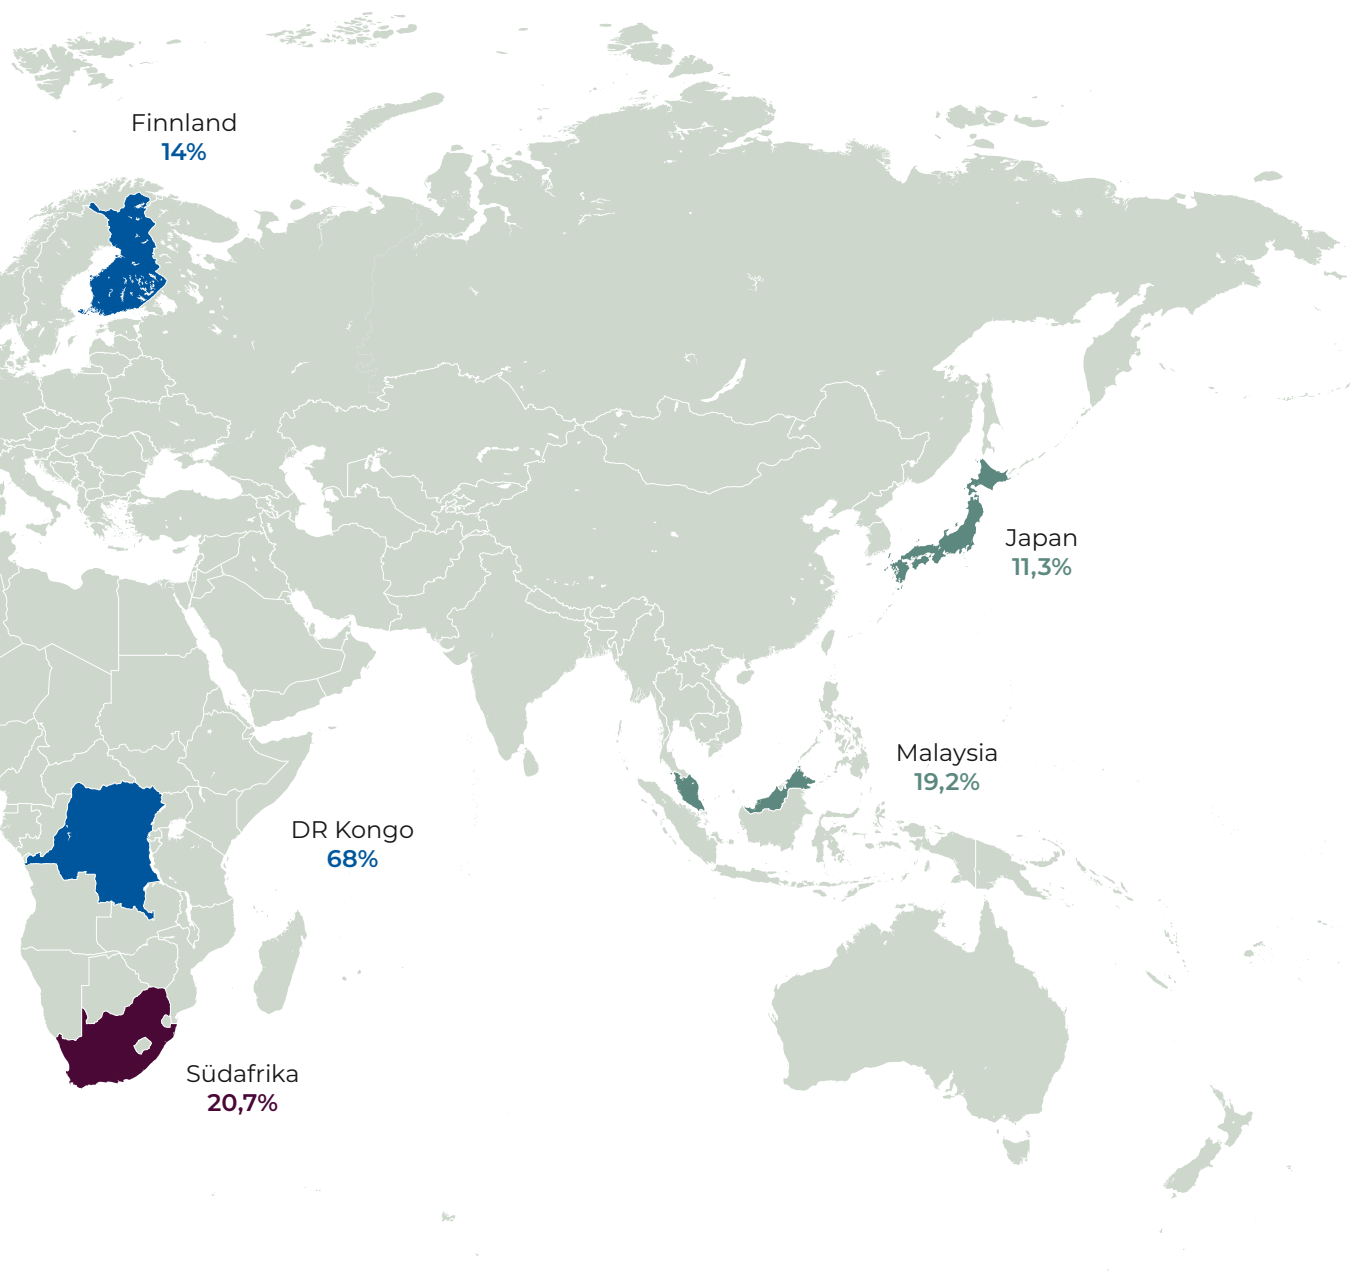 Finnland
14%
Japan
11,3%
Malaysia
19,2%
DR Kongo
68%
Südafrika
20,7%